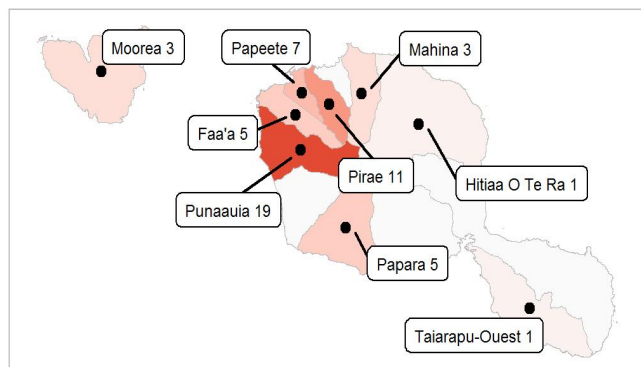 Moorea 3
Papeete 7
Mahina 3
Faa'a 5
Pirae 11
Hitiaa O Te Ra 1
Punaauia 19
Papara 5
Taiarapu-Ouest 1